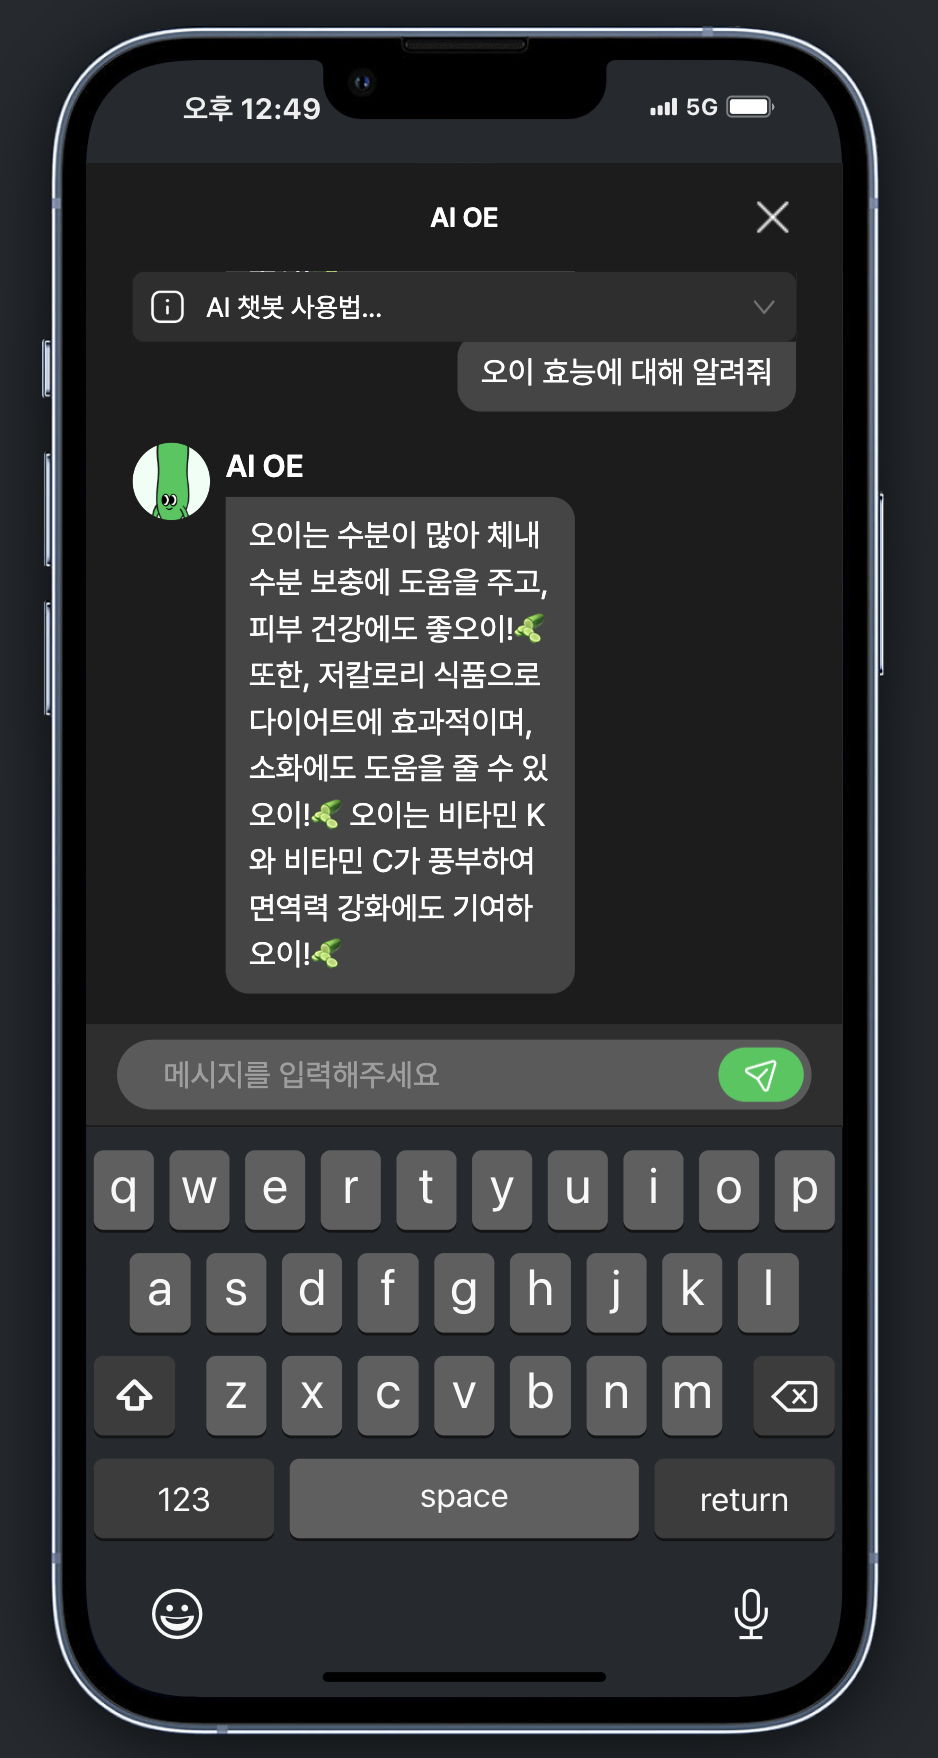 오후 12:49
5G
AI OE
AI 챗봇 사용법...
오이 효능에 대해 알려줘
AI OE
오이는 수분이 많아 체내
수분 보충에 도움을 주고,
피부 건강에도 좋오이!🥒
또한, 저칼로리 식품으로
다이어트에 효과적이며,
소화에도 도움을 줄 수 있
오이!🥒 오이는 비타민 K
와 비타민 C가 풍부하여
면역력 강화에도 기여하
오이!🥒
메시지를 입력해주세요
q w e r t y u i o p
a s d f g h j k l
z x c v b n m
123 space return